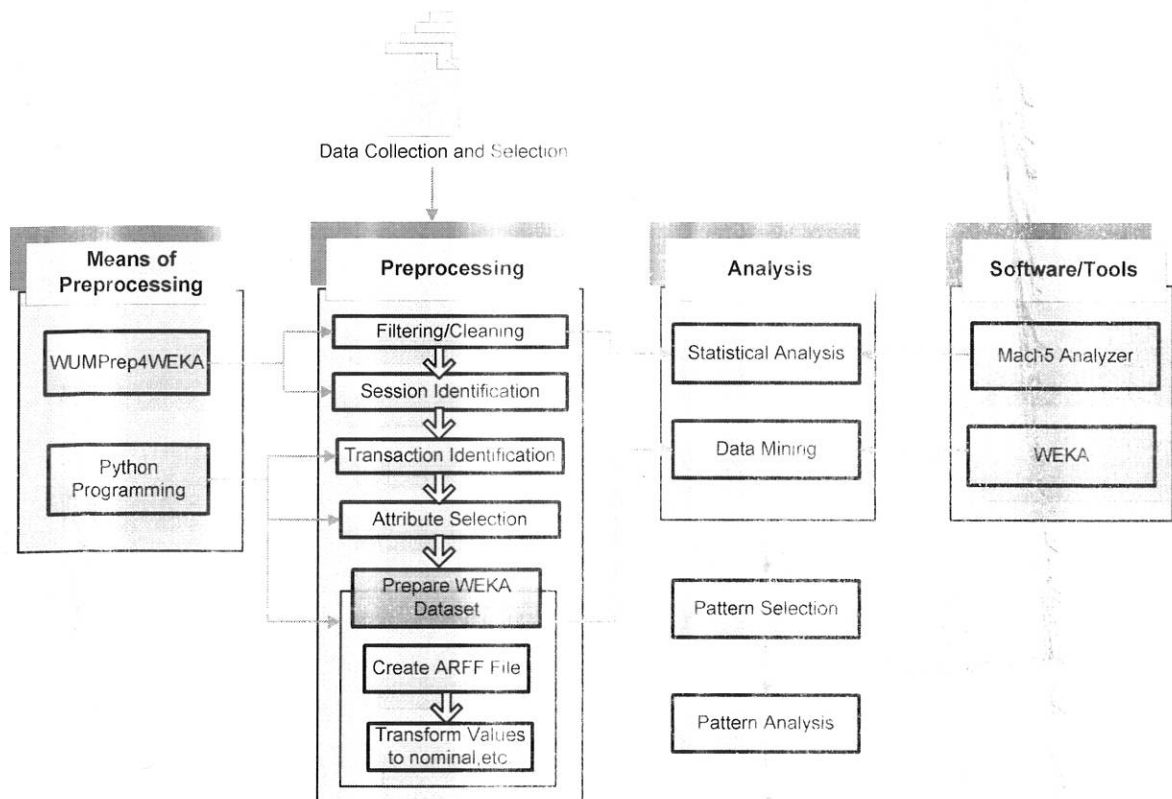 Data Collection and Selection
Means of
Preprocessing
WUMPrep4WEKA
Python
Programming
Preprocessing
Filtering/Cleaning
Session Identification
Transaction Identification
Attribute Selection
Prepare WEKA
Dataset
Create ARFF File
Transform Values
to nominal,etc
Analysis
Statistical Analysis
Data Mining
Pattern Selection
Pattern Analysis
Software/Tools
Mach5 Analyzer
WEKA